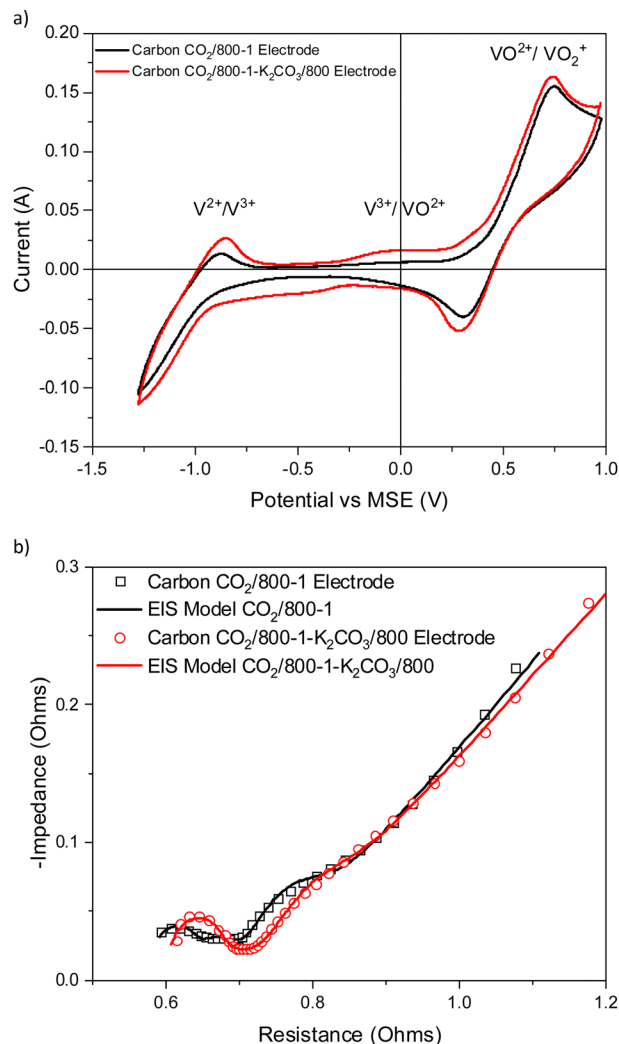 a)
0.20
Carbon CO₂/800-1 Electrode
Carbon CO₂/800-1-K₂CO₃/800 Electrode
VO²⁺/ VO₂⁺
0.15
0.10
V²⁺/V³⁺
V³⁺/ VO²⁺
0.05
0.00
-0.05
-0.10
-0.15
Current (A)
-1.5 -1.0 -0.5 0.0 0.5 1.0
Potential vs MSE (V)
b)
0.3
Carbon CO₂/800-1 Electrode
EIS Model CO₂/800-1
Carbon CO₂/800-1-K₂CO₃/800 Electrode
EIS Model CO₂/800-1-K₂CO₃/800
0.2
0.1
0.0
-Impedance (Ohms)
0.6 0.8 1.0 1.2
Resistance (Ohms)